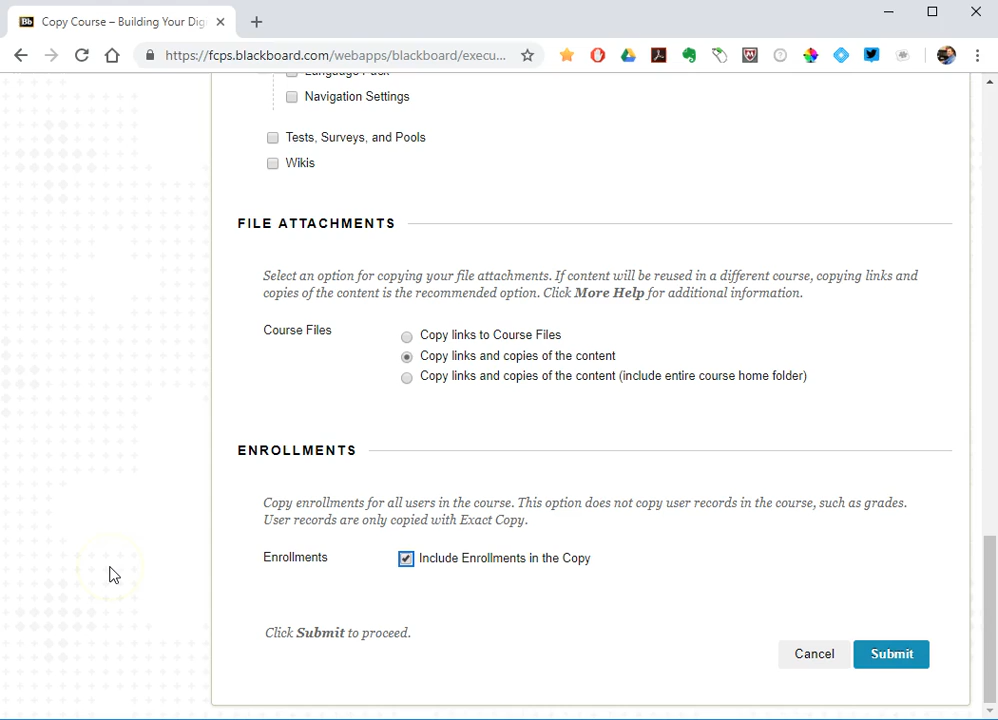 Bb Copy Course – Building Your Dig
https://fcps.blackboard.com/webapps/blackboard/execu...
Language Pack
Navigation Settings
Tests, Surveys, and Pools
Wikis
FILE ATTACHMENTS
Select an option for copying your file attachments. If content will be reused in a different course, copying links and
copies of the content is the recommended option. Click More Help for additional information.
Course Files
Copy links to Course Files
Copy links and copies of the content
Copy links and copies of the content (include entire course home folder)
ENROLLMENTS
Copy enrollments for all users in the course. This option does not copy user records in the course, such as grades.
User records are only copied with Exact Copy.
Enrollments
Include Enrollments in the Copy
Click Submit to proceed.
Cancel
Submit